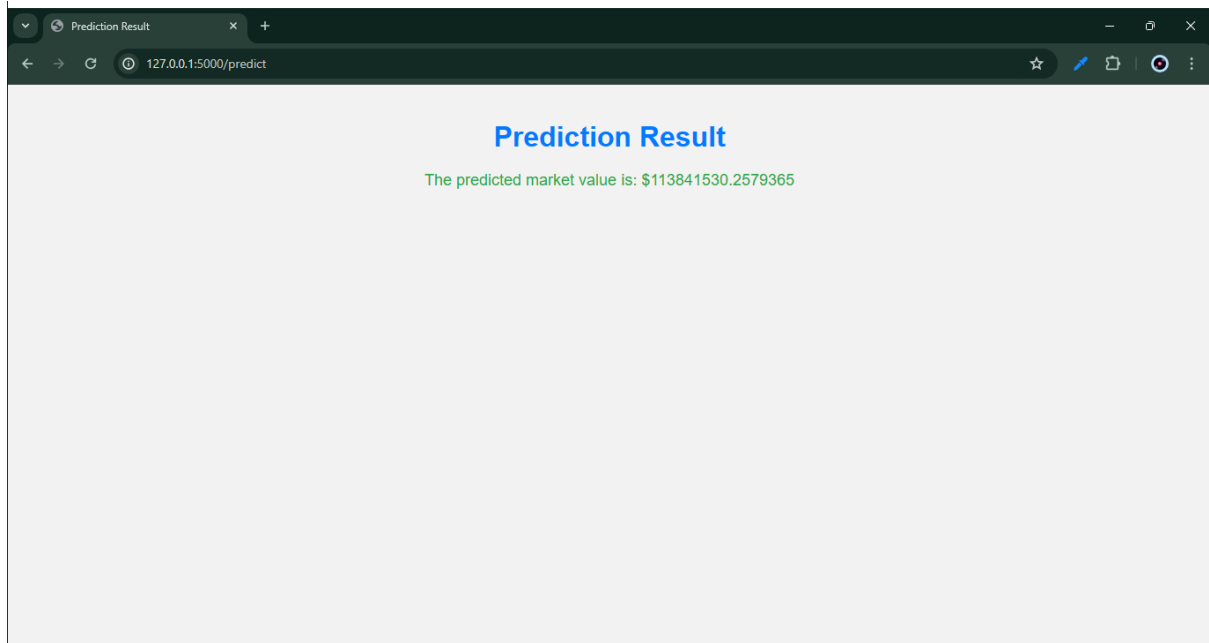 Prediction Result
127.0.0.1:5000/predict
Prediction Result
The predicted market value is: $113841530.2579365